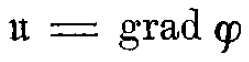 𝔲 = grad φ